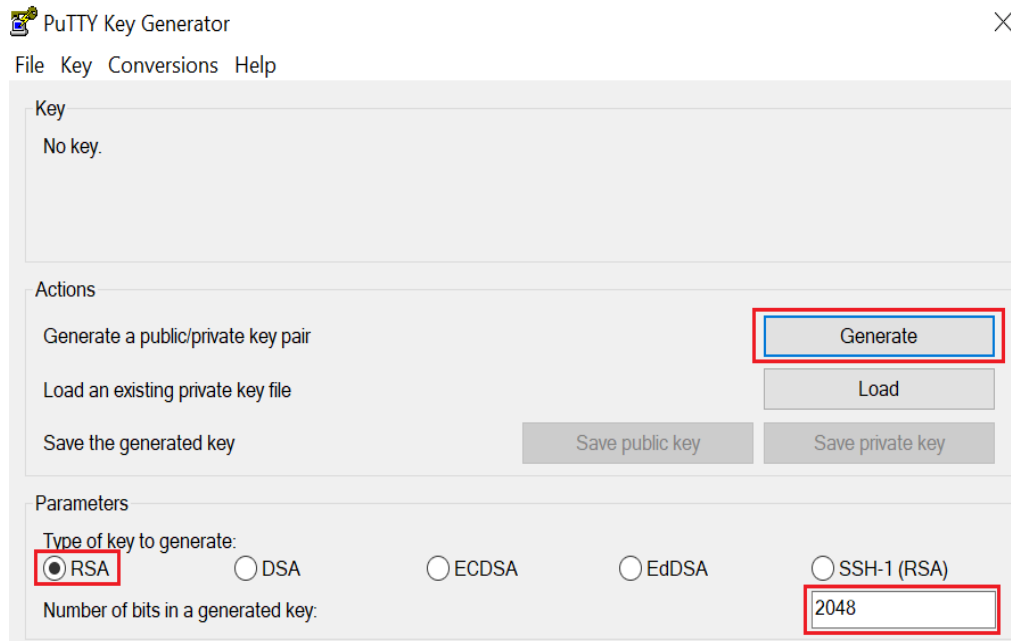 PuTTY Key Generator
File Key Conversions Help
Key
No key.
Actions
Generate a public/private key pair
Generate
Load an existing private key file
Load
Save the generated key
Save public key
Save private key
Parameters
Type of key to generate:
RSA DSA ECDSA EdDSA SSH-1 (RSA)
Number of bits in a generated key:
2048